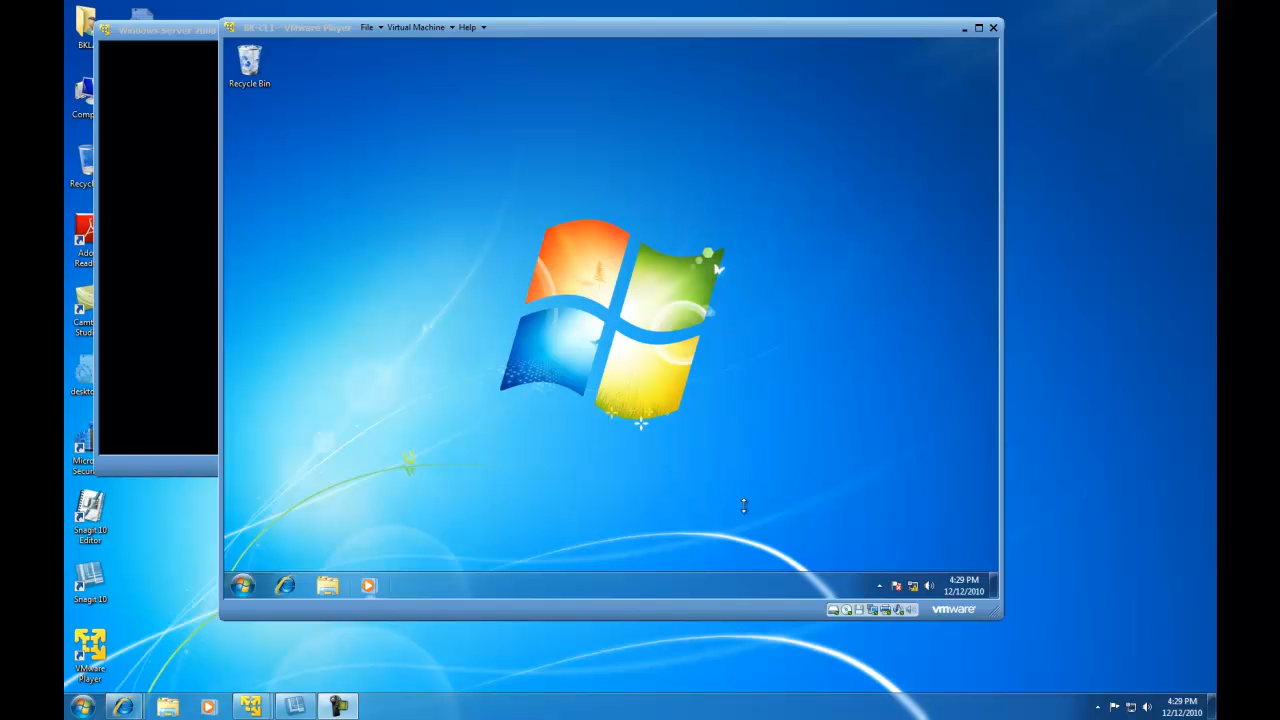 BK-CLI - VMware Player File Virtual Machine Help
Windows Server 2008
Recycle Bin
BKL
Comp
Recycl
Ado
Read
Camt
Studi
deskto
Micro
Secur
Snagit 10
Editor
Snagit 10
VMware
Player
4:29 PM
12/12/2010
vmware
4:29 PM
12/12/2010